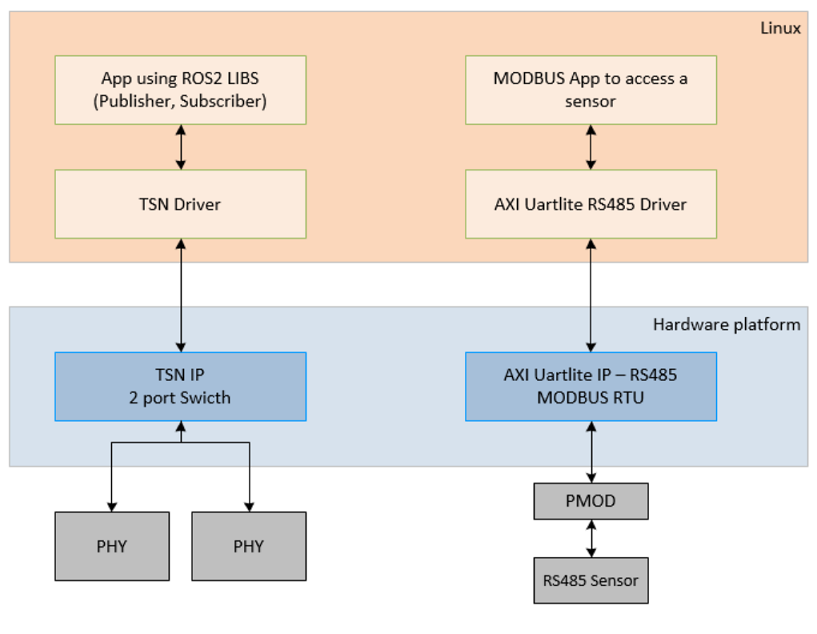 Linux
App using ROS2 LIBS
(Publisher, Subscriber)
MODBUS App to access a
sensor
TSN Driver
AXI Uartlite RS485 Driver
Hardware platform
TSN IP
2 port Swicth
AXI Uartlite IP – RS485
MODBUS RTU
PMOD
PHY
PHY
RS485 Sensor